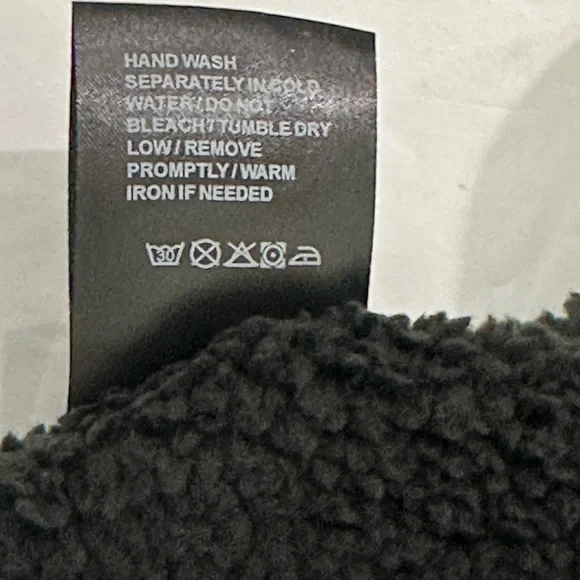 HAND WASH
SEPARATELY IN COLD
WATER / DO NOT
BLEACH / TUMBLE DRY
LOW / REMOVE
PROMPTLY / WARM
IRON IF NEEDED
30